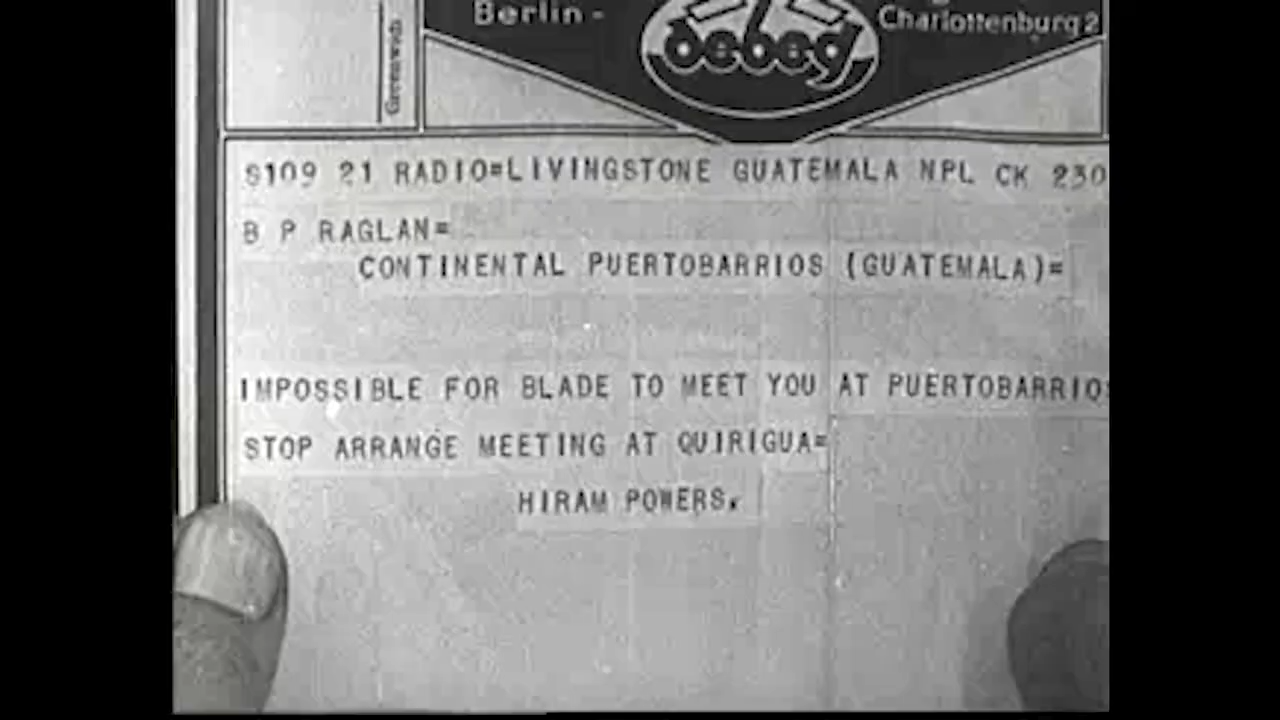 Berlin -
debeg
Charlottenburg 2
Greenwich
S109 21 RADIO=LIVINGSTONE GUATEMALA NPL CK 230
B P RAGLAN=
CONTINENTAL PUERTOBARRIOS (GUATEMALA)=
IMPOSSIBLE FOR BLADE TO MEET YOU AT PUERTOBARRIOS
STOP ARRANGE MEETING AT QUIRIGUA=
HIRAM POWERS.